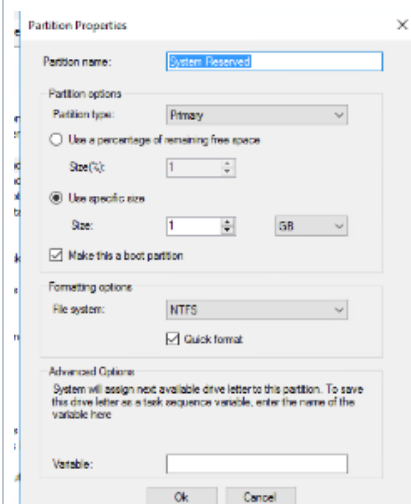 Partition Properties
Partition name: System Reserved
Partition options
Partition type: Primary
Use a percentage of remaining free space
Size(%): 1
Use specific size
Size: 1 GB
Make this a boot partition
Formatting options
File system: NTFS
Quick format
Advanced Options
System will assign next available drive letter to this partition. To save
this drive letter as a task sequence variable, enter the name of the
variable here
Variable:
Ok Cancel